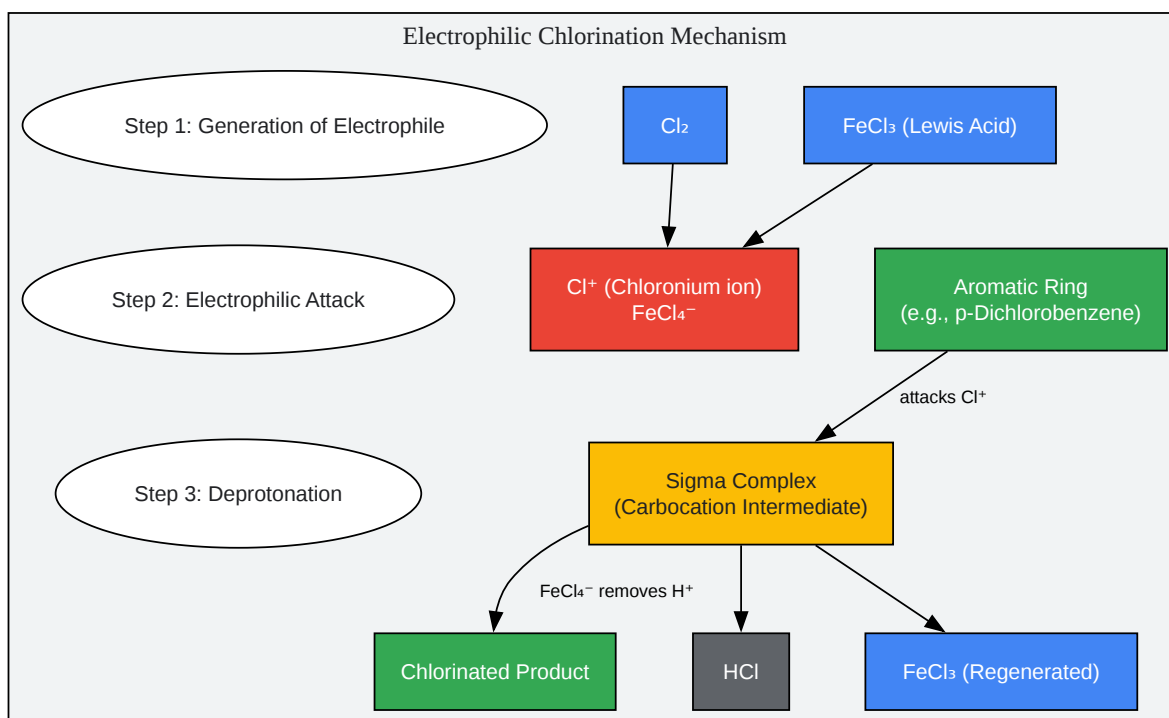 Electrophilic Chlorination Mechanism
Step 1: Generation of Electrophile
Cl₂
FeCl₃ (Lewis Acid)
Step 2: Electrophilic Attack
Cl⁺ (Chloronium ion)
FeCl₄⁻
Aromatic Ring
(e.g., p-Dichlorobenzene)
attacks Cl⁺
Step 3: Deprotonation
Sigma Complex
(Carbocation Intermediate)
FeCl₄⁻ removes H⁺
Chlorinated Product
HCl
FeCl₃ (Regenerated)